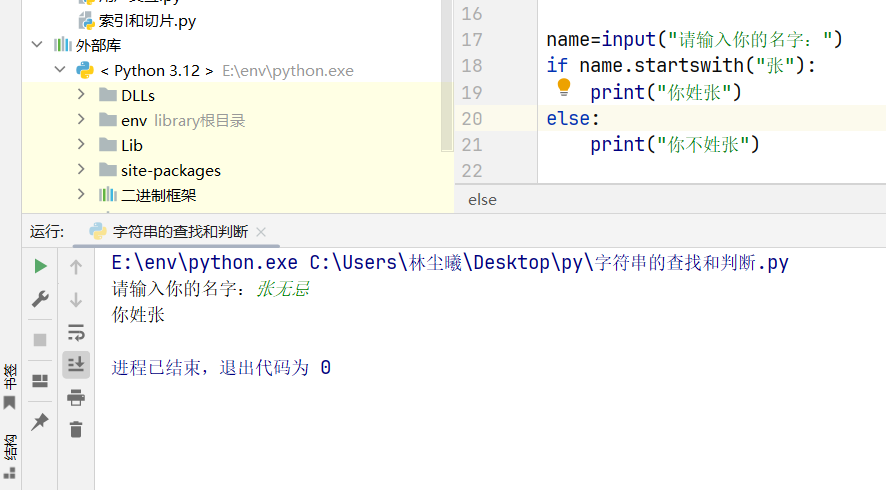 索引和切片.py
外部库
< Python 3.12 > E:\env\python.exe
DLLs
env library根目录
Lib
site-packages
二进制框架
16
17 name=input("请输入你的名字：")
18 if name.startswith("张"):
19 print("你姓张")
20 else:
21 print("你不姓张")
22
else
运行: 字符串的查找和判断
E:\env\python.exe C:\Users\林尘曦\Desktop\py\字符串的查找和判断.py
请输入你的名字：张无忌
你姓张
进程已结束，退出代码为 0
书签
结构